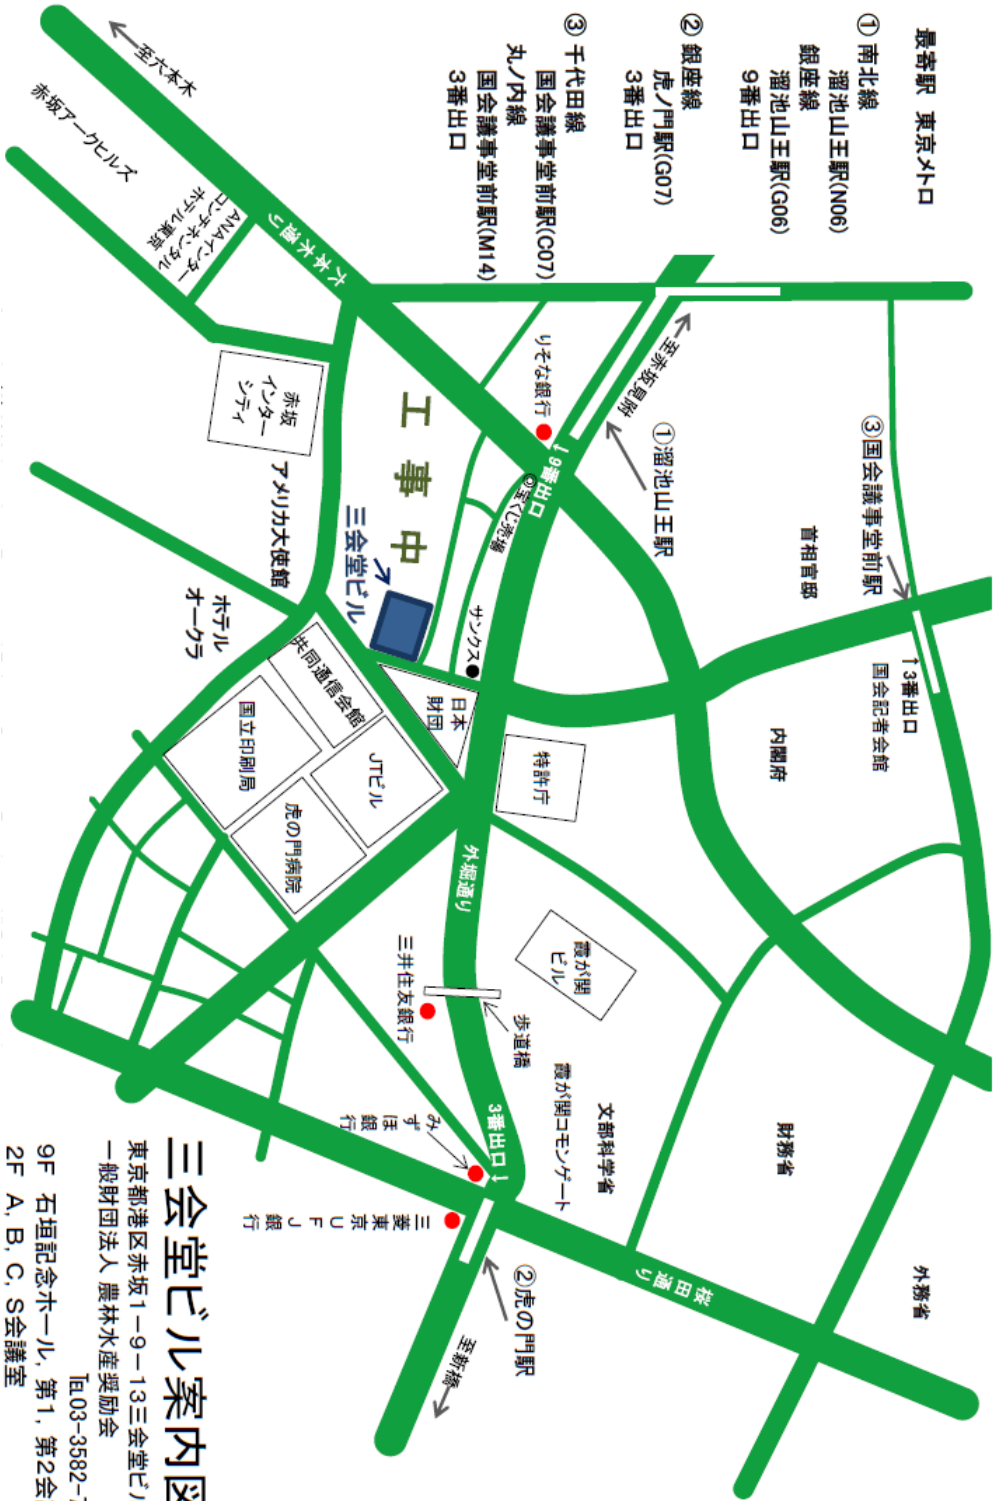 最寄駅 東京メトロ
① 南北線
溜池山王駅(N06)
銀座線
溜池山王駅(G06)
9番出口
② 銀座線
虎ノ門駅(G07)
3番出口
③ 千代田線
国会議事堂前駅(C07)
丸ノ内線
国会議事堂前駅(M14)
3番出口
③国会議事堂前駅
↑3番出口
国会記者会館
首相官邸
内閣府
外務省
財務省
文部科学省
霞が関コモンゲート
霞が関
ビル
特許庁
①溜池山王駅
至赤坂見附
りそな銀行
↑9番出口
◎宝くじ売場
サンクス
日本
財団
外堀通り
歩道橋
三井住友銀行
3番出口↓
みずほ銀行
三菱東京UFJ銀行
②虎の門駅
至新橋
桜田通り
工事中
三会堂ビル
共同通信会館
JTビル
国立印刷局
虎の門病院
アメリカ大使館
ホテル
オークラ
赤坂
インター
シティ
六本木通り
至六本木
赤坂アークヒルズ
ANAインター
コンチネンタル
ホテル東京
三会堂ビル案内図
東京都港区赤坂1-9-13三会堂ビル
一般財団法人 農林水産奨励会
℡03-3582-7
9F 石垣記念ホール, 第1, 第2会
2F A, B, C, S会議室